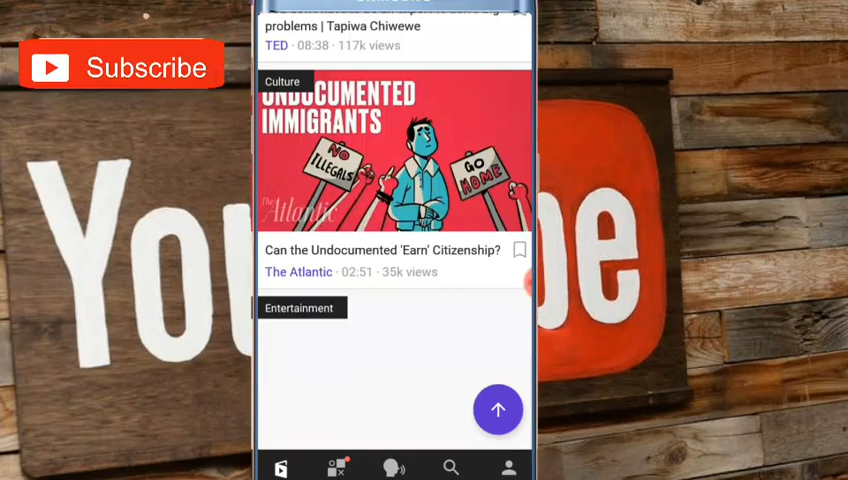 Subscribe
problems | Tapiwa Chiwewe
TED · 08:38 · 117k views
Culture
UNDOCUMENTED
IMMIGRANTS
NO
ILLEGALS
GO
HOME
The
Atlantic
Can the Undocumented 'Earn' Citizenship?
The Atlantic · 02:51 · 35k views
Entertainment
You
be